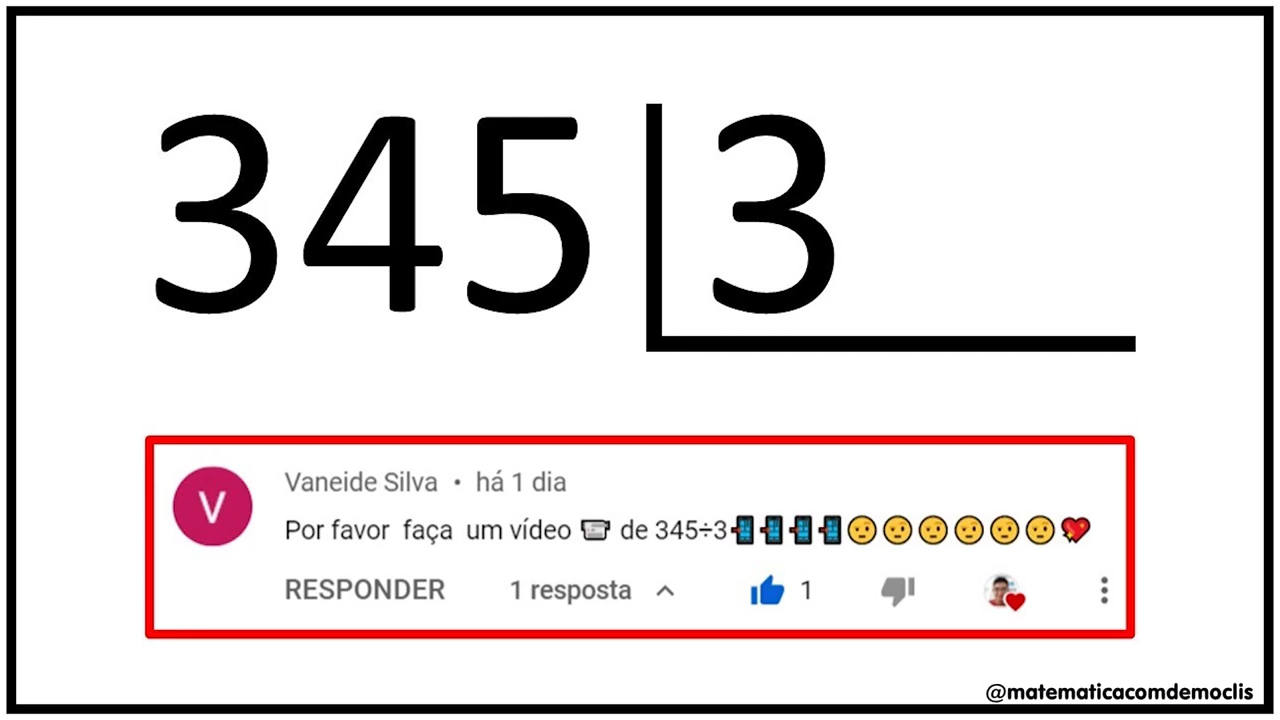 345 3
V
Vaneide Silva • há 1 dia
Por favor faça um vídeo 📨 de 345÷3📲📲📲📲🤨🤨🤨🤨🤨🤨💖
RESPONDER 1 resposta 1
@matematicacomdemoclis